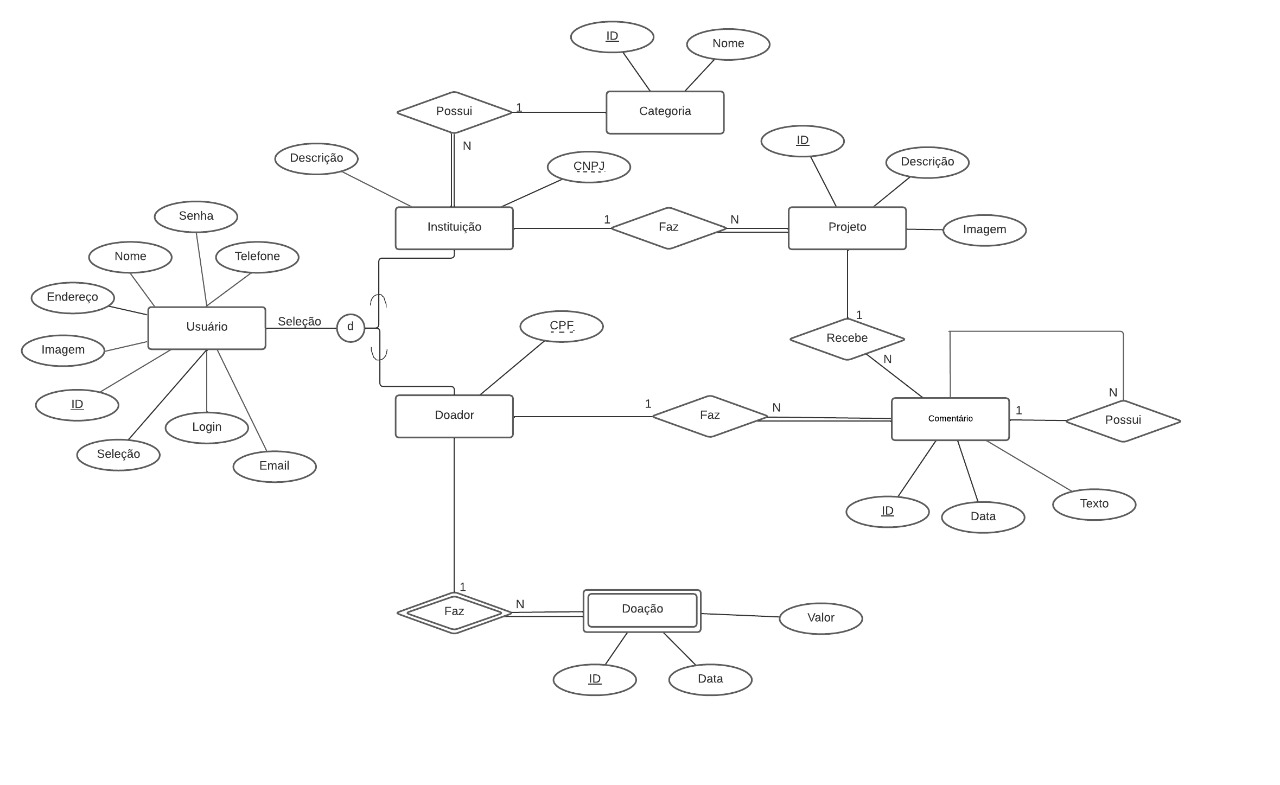 ID
Nome
Possui
1
Categoria
N
ID
Descrição
CNPJ
Descrição
Senha
Instituição
1
Faz
N
Projeto
Imagem
Nome
Telefone
Endereço
Usuário
Seleção
d
CPF
1
Recebe
Imagem
N
ID
Doador
1
Faz
N
Comentário
1
N
Possui
Login
Seleção
Email
ID
Data
Texto
1
Faz
N
Doação
Valor
ID
Data